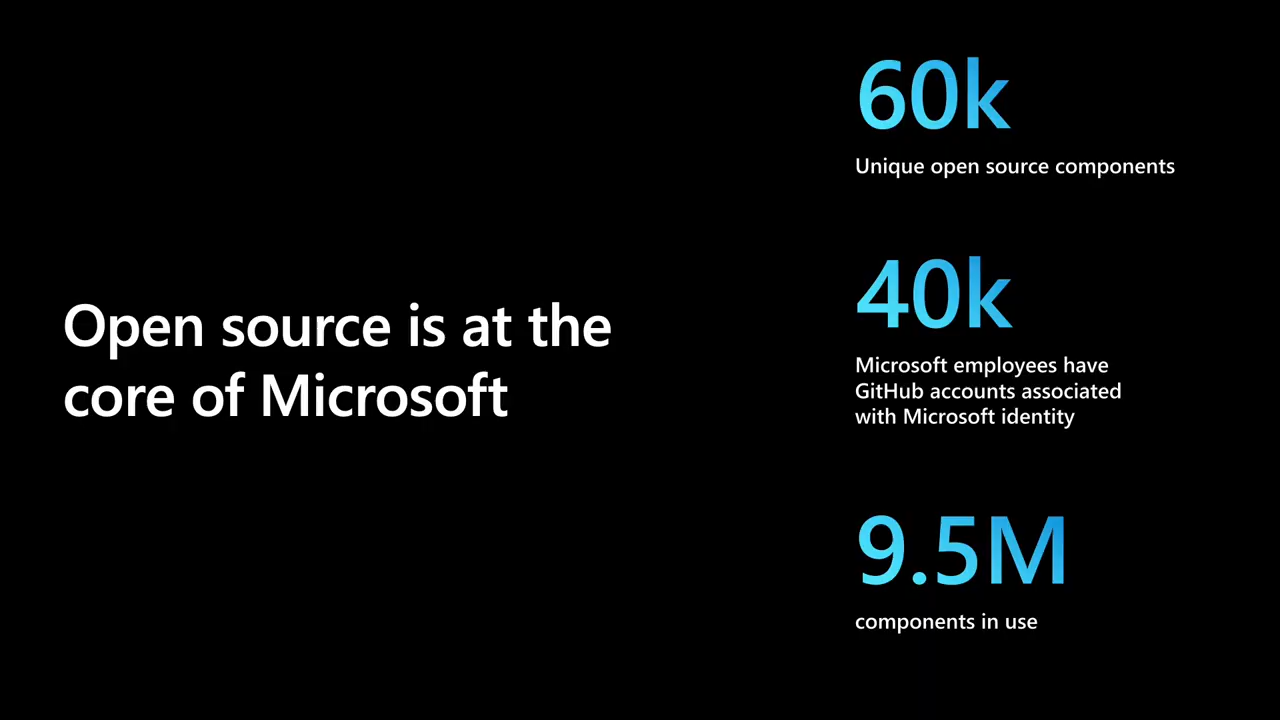 Open source is at the
core of Microsoft
60k
Unique open source components
40k
Microsoft employees have
GitHub accounts associated
with Microsoft identity
9.5M
components in use